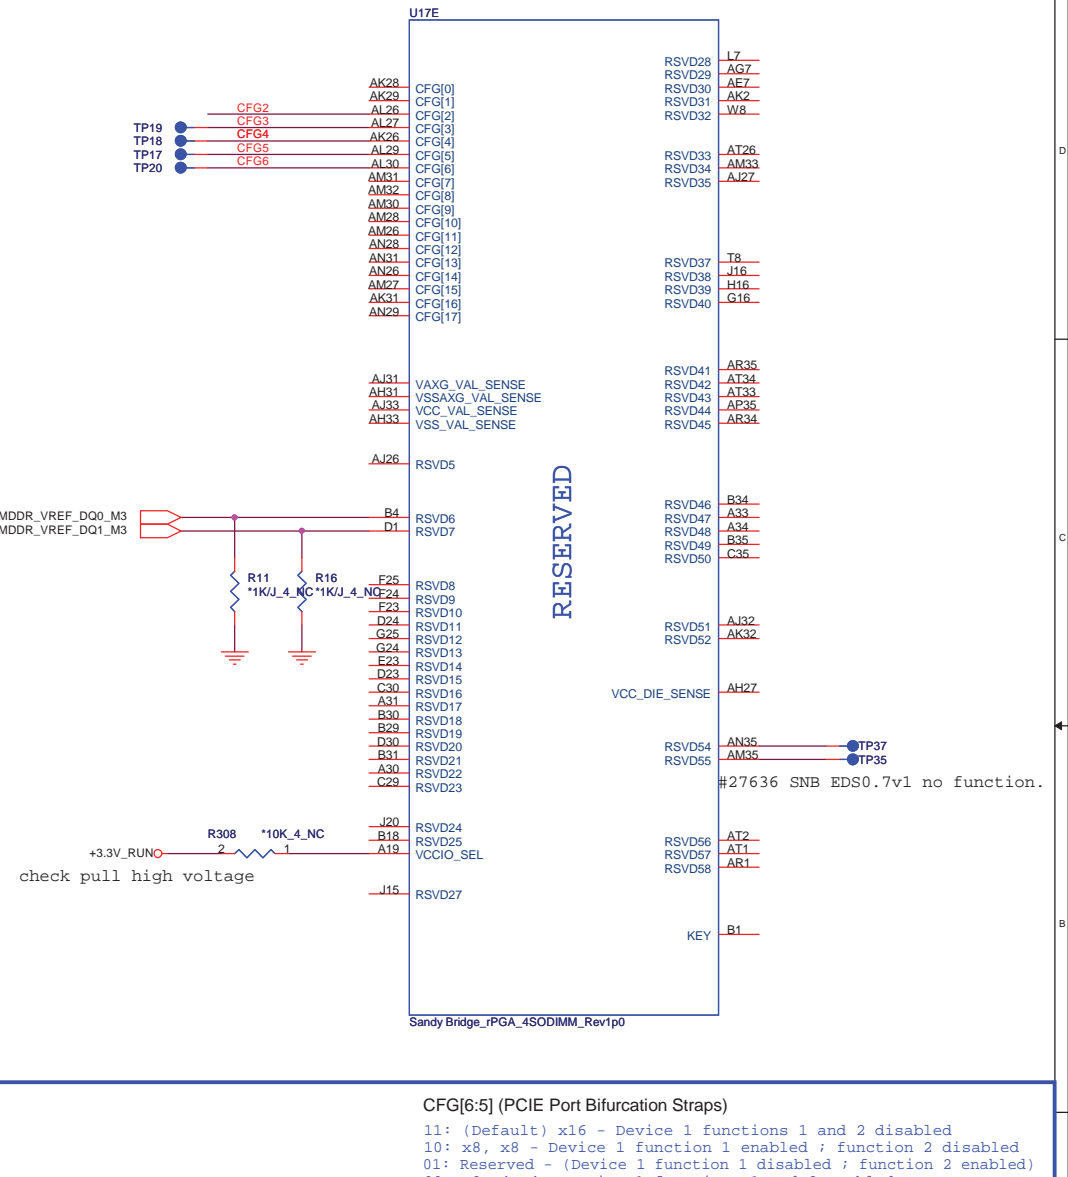 U17E
AK28 CFG[0]
AK29 CFG[1]
CFG2 AL26 CFG[2]
TP19 CFG3 AL27 CFG[3]
TP18 CFG4 AK26 CFG[4]
TP17 CFG5 AL29 CFG[5]
TP20 CFG6 AL30 CFG[6]
AM31 CFG[7]
AM32 CFG[8]
AM30 CFG[9]
AM28 CFG[10]
AM26 CFG[11]
AN28 CFG[12]
AN31 CFG[13]
AN26 CFG[14]
AM27 CFG[15]
AK31 CFG[16]
AN29 CFG[17]
AJ31 VAXG_VAL_SENSE
AH31 VSSAXG_VAL_SENSE
AJ33 VCC_VAL_SENSE
AH33 VSS_VAL_SENSE
AJ26 RSVD5
MDDR_VREF_DQ0_M3 B4 RSVD6
MDDR_VREF_DQ1_M3 D1 RSVD7
R11
*1K/J_4_NC
R16
*1K/J_4_NC
F25 RSVD8
F24 RSVD9
F23 RSVD10
D24 RSVD11
G25 RSVD12
G24 RSVD13
E23 RSVD14
D23 RSVD15
C30 RSVD16
A31 RSVD17
B30 RSVD18
B29 RSVD19
D30 RSVD20
B31 RSVD21
A30 RSVD22
C29 RSVD23
J20 RSVD24
B18 RSVD25
R308 *10K_4_NC
+3.3V_RUN 2 1 A19 VCCIO_SEL
check pull high voltage
J15 RSVD27
RESERVED
RSVD28 L7
RSVD29 AG7
RSVD30 AE7
RSVD31 AK2
RSVD32 W8
RSVD33 AT26
RSVD34 AM33
RSVD35 AJ27
RSVD37 T8
RSVD38 J16
RSVD39 H16
RSVD40 G16
RSVD41 AR35
RSVD42 AT34
RSVD43 AT33
RSVD44 AP35
RSVD45 AR34
RSVD46 B34
RSVD47 A33
RSVD48 A34
RSVD49 B35
RSVD50 C35
RSVD51 AJ32
RSVD52 AK32
VCC_DIE_SENSE AH27
RSVD54 AN35 TP37
RSVD55 AM35 TP35
#27636 SNB EDS0.7v1 no function.
RSVD56 AT2
RSVD57 AT1
RSVD58 AR1
KEY B1
Sandy Bridge_rPGA_4SODIMM_Rev1p0
D
C
B
CFG[6:5] (PCIE Port Bifurcation Straps)
11: (Default) x16 - Device 1 functions 1 and 2 disabled
10: x8, x8 - Device 1 function 1 enabled ; function 2 disabled
01: Reserved - (Device 1 function 1 disabled ; function 2 enabled)